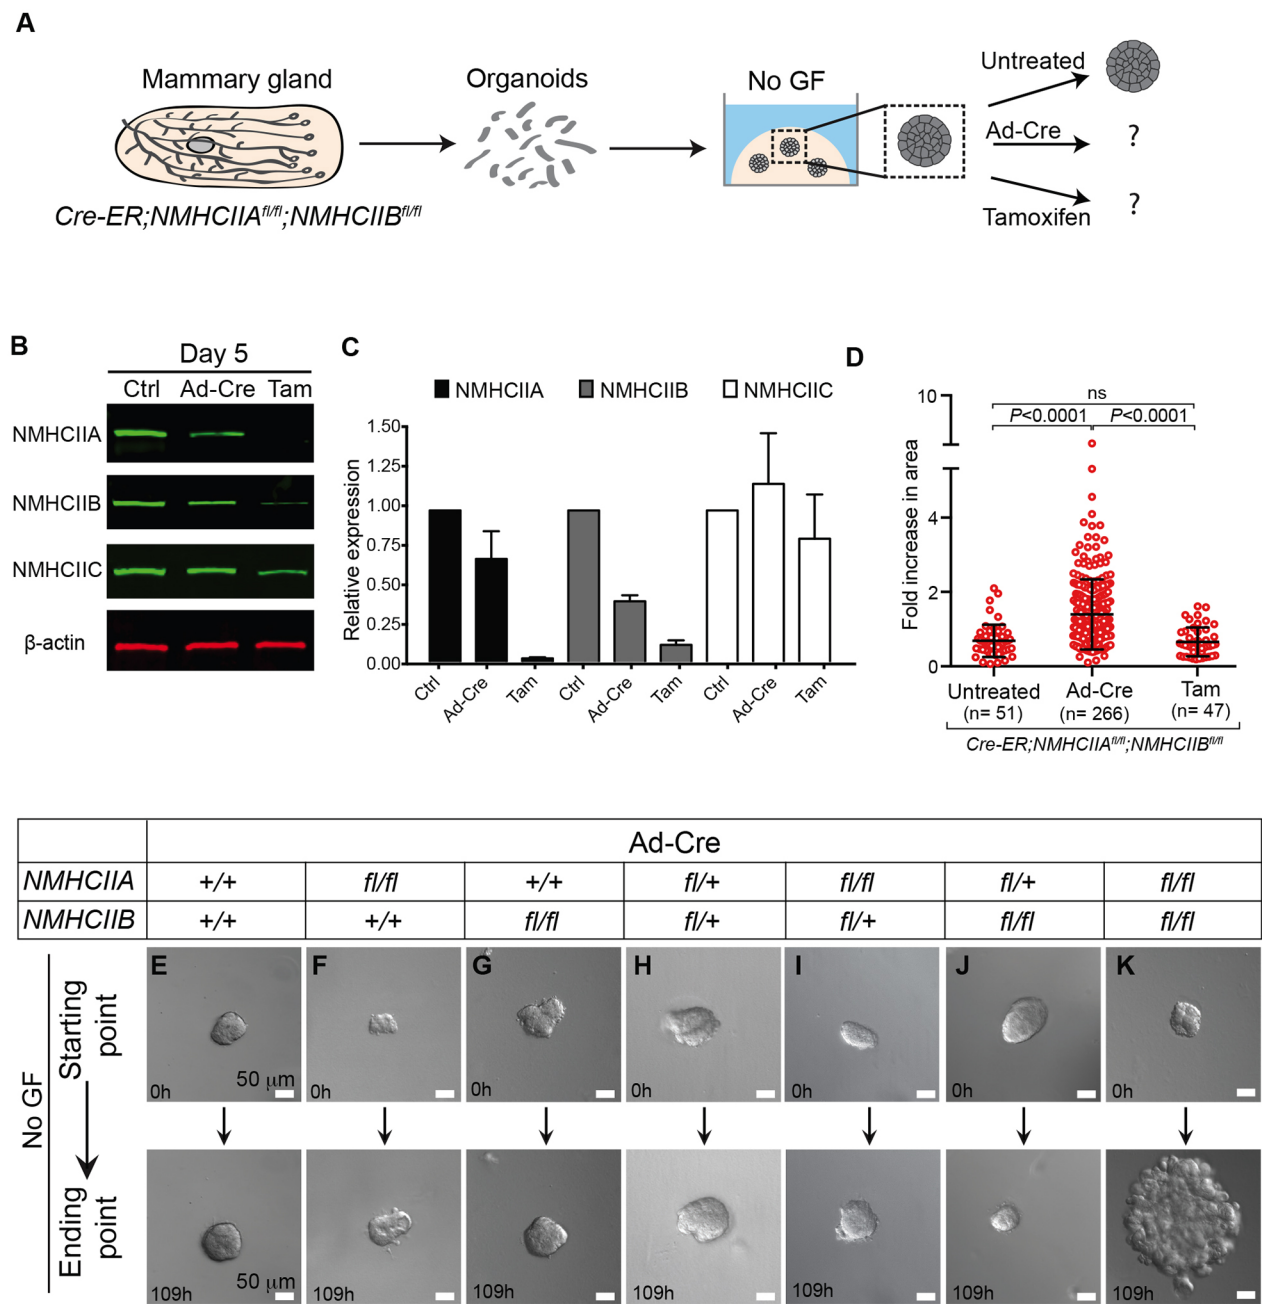 A
Mammary gland
Organoids
No GF
Untreated
Ad-Cre
?
Tamoxifen
?
Cre-ER;NMHCIIA^fl/fl;NMHCIIB^fl/fl
B
Day 5
Ctrl Ad-Cre Tam
NMHCIIA
NMHCIIB
NMHCIIC
β-actin
C
NMHCIIA NMHCIIB NMHCIIC
Relative expression
1.50
1.25
1.00
0.75
0.50
0.25
0.00
Ctrl Ad-Cre Tam Ctrl Ad-Cre Tam Ctrl Ad-Cre Tam
D
ns
P<0.0001 P<0.0001
Fold increase in area
10
4
2
0
Untreated Ad-Cre Tam
(n= 51) (n= 266) (n= 47)
Cre-ER;NMHCIIA^fl/fl;NMHCIIB^fl/fl
Ad-Cre
NMHCIIA +/+ fl/fl +/+ fl/+ fl/fl fl/+ fl/fl
NMHCIIB +/+ +/+ fl/fl fl/+ fl/+ fl/fl fl/fl
No GF
Starting point
E F G H I J K
50 μm
0h 0h 0h 0h 0h 0h 0h
Ending point
50 μm
109h 109h 109h 109h 109h 109h 109h